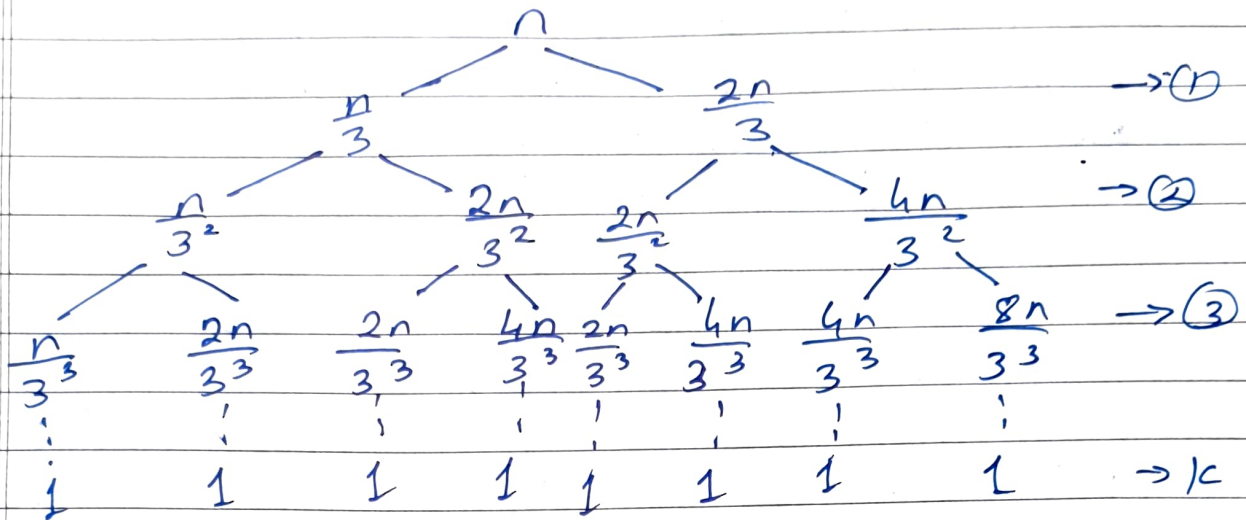 n
n/3 2n/3 → ①
n/3² 2n/3² 2n/3² 4n/3² → ②
n/3³ 2n/3³ 2n/3³ 4n/3³ 2n/3³ 4n/3³ 4n/3³ 8n/3³ → ③
1 1 1 1 1 1 1 1 → k